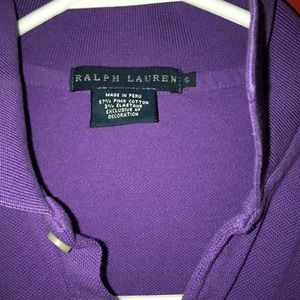 RALPH LAUREN S
MADE IN PERU
97% PIMA COTTON
3% ELASTANE
EXCLUSIVE OF
DECORATION